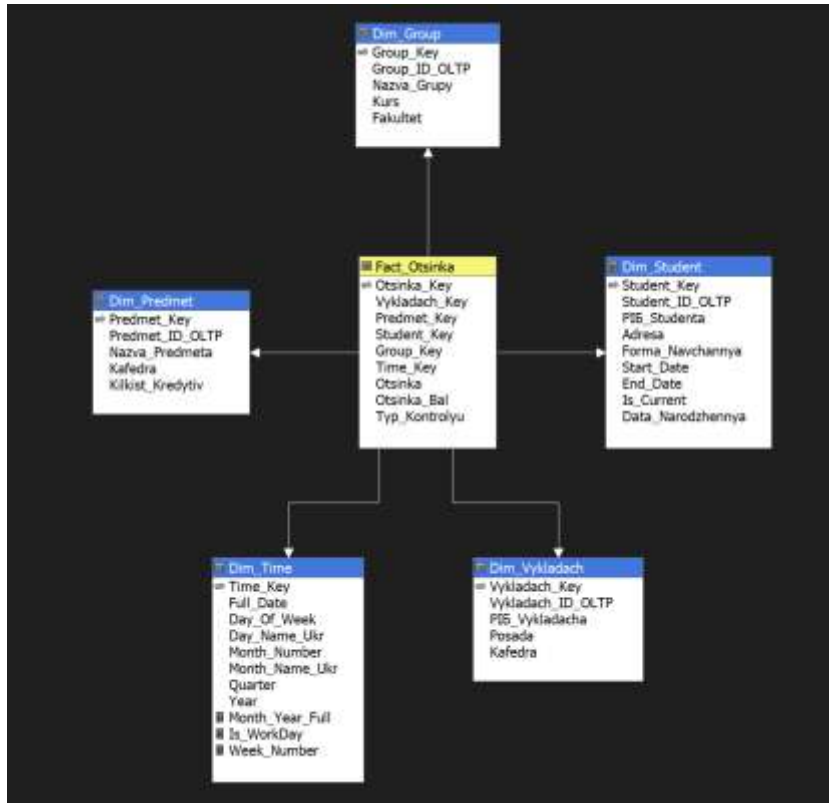 Dim_Group
Group_Key
Group_ID_OLTP
Nazva_Grupy
Kurs
Fakultet
Fact_Otsinka
Otsinka_Key
Vykladach_Key
Predmet_Key
Student_Key
Group_Key
Time_Key
Otsinka
Otsinka_Bal
Typ_Kontrolyu
Dim_Student
Student_Key
Student_ID_OLTP
РІБ_Studenta
Adresa
Forma_Navchannya
Start_Date
End_Date
Is_Current
Data_Narodzhennya
Dim_Predmet
Predmet_Key
Predmet_ID_OLTP
Nazva_Predmeta
Kafedra
Kilkist_Kredytiv
Dim_Time
Time_Key
Full_Date
Day_Of_Week
Day_Name_Ukr
Month_Number
Month_Name_Ukr
Quarter
Year
Month_Year_Full
Is_WorkDay
Week_Number
Dim_Vykladach
Vykladach_Key
Vykladach_ID_OLTP
РІБ_Vykladacha
Posada
Kafedra